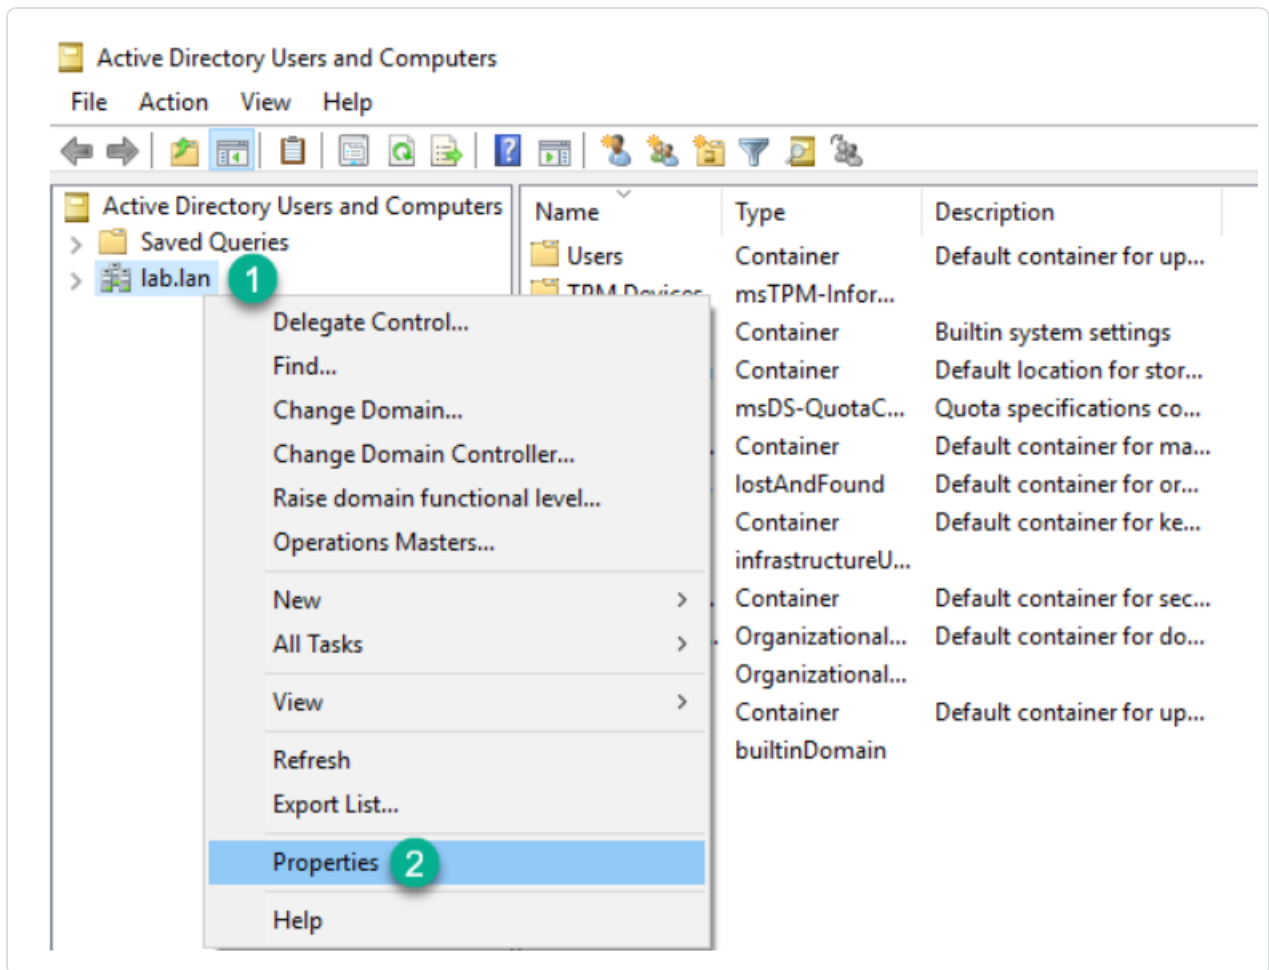 Active Directory Users and Computers
File Action View Help
Active Directory Users and Computers
Saved Queries
lab.lan 1
Delegate Control...
Find...
Change Domain...
Change Domain Controller...
Raise domain functional level...
Operations Masters...
New
All Tasks
View
Refresh
Export List...
Properties 2
Help
Name Type Description
Users Container Default container for up...
TPM Devices msTPM-Infor...
Container Builtin system settings
Container Default location for stor...
msDS-QuotaC... Quota specifications co...
Container Default container for ma...
lostAndFound Default container for or...
Container Default container for ke...
infrastructureU...
Container Default container for sec...
Organizational... Default container for do...
Organizational...
Container Default container for up...
builtinDomain